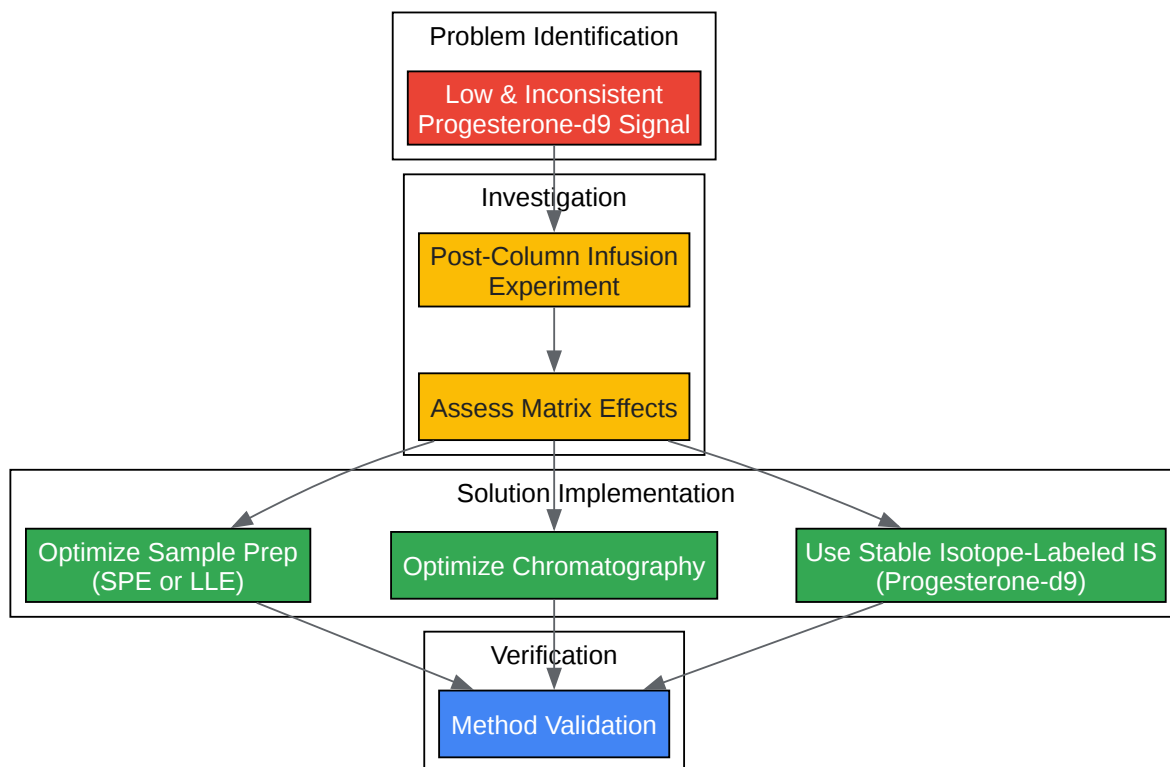 Problem Identification
Low & Inconsistent
Progesterone-d9 Signal
Investigation
Post-Column Infusion
Experiment
Assess Matrix Effects
Solution Implementation
Optimize Sample Prep
(SPE or LLE)
Optimize Chromatography
Use Stable Isotope-Labeled IS
(Progesterone-d9)
Verification
Method Validation